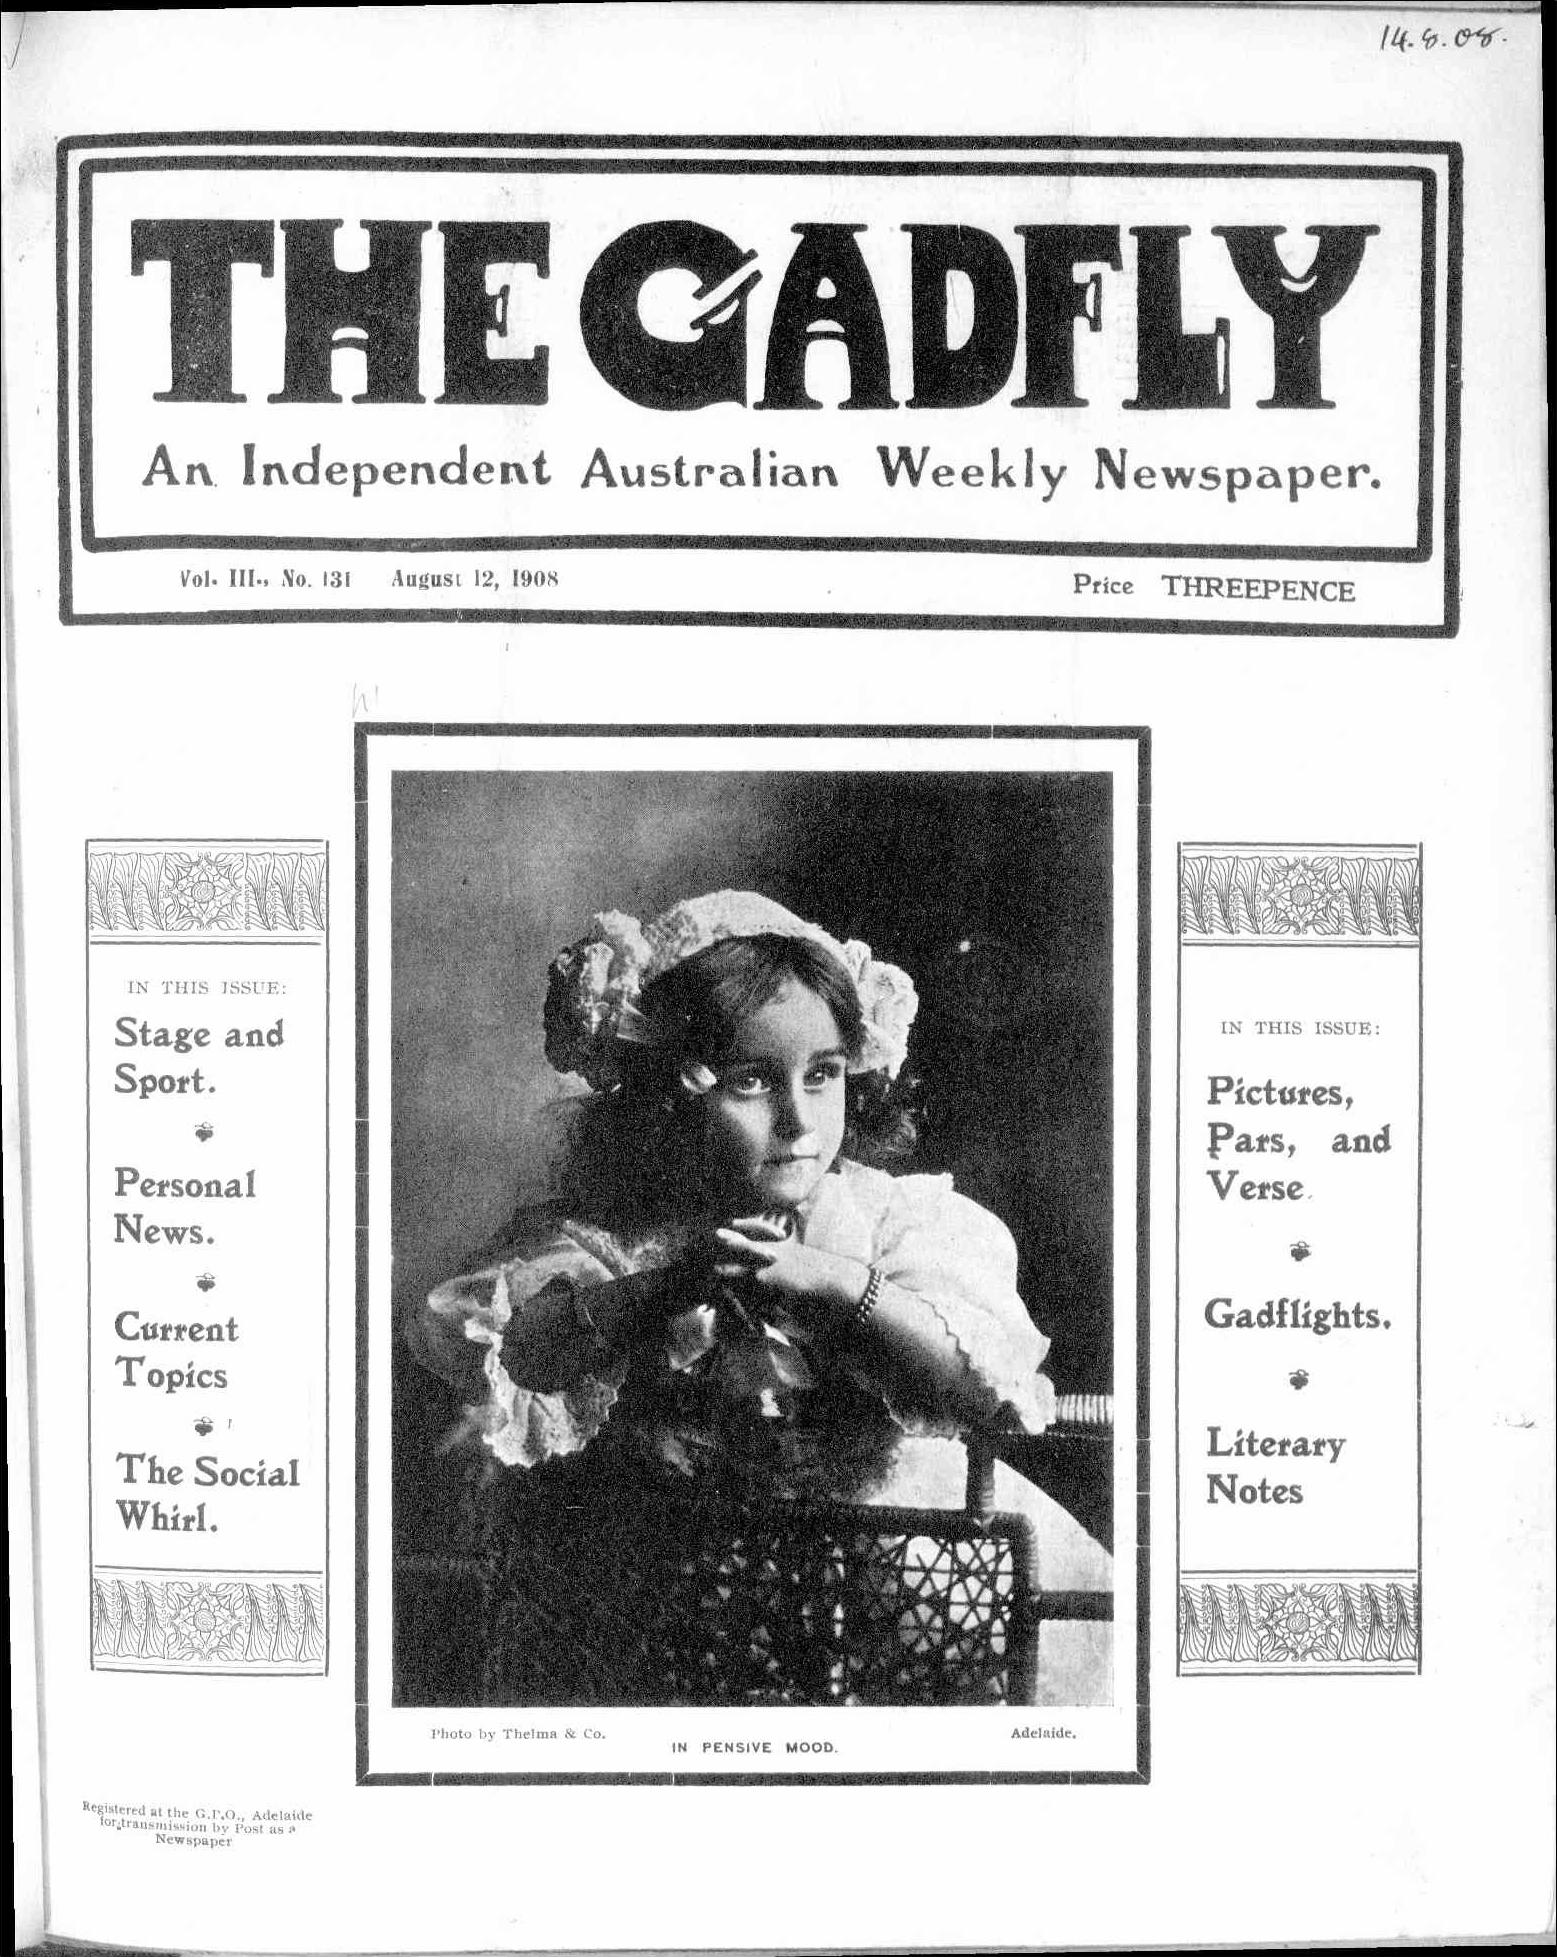 14.8.08.
THE GADFLY
An Independent Australian Weekly Newspaper.
Vol. III., No. 131 August 12, 1908
Price THREEPENCE
IN THIS ISSUE:
Stage and
Sport.
Personal
News.
Current
Topics
The Social
Whirl.
IN THIS ISSUE:
Pictures,
Pars, and
Verse.
Gadflights.
Literary
Notes
Photo by Thelma & Co.
Adelaide.
IN PENSIVE MOOD.
Registered at the G.P.O., Adelaide
for transmission by Post as a
Newspaper